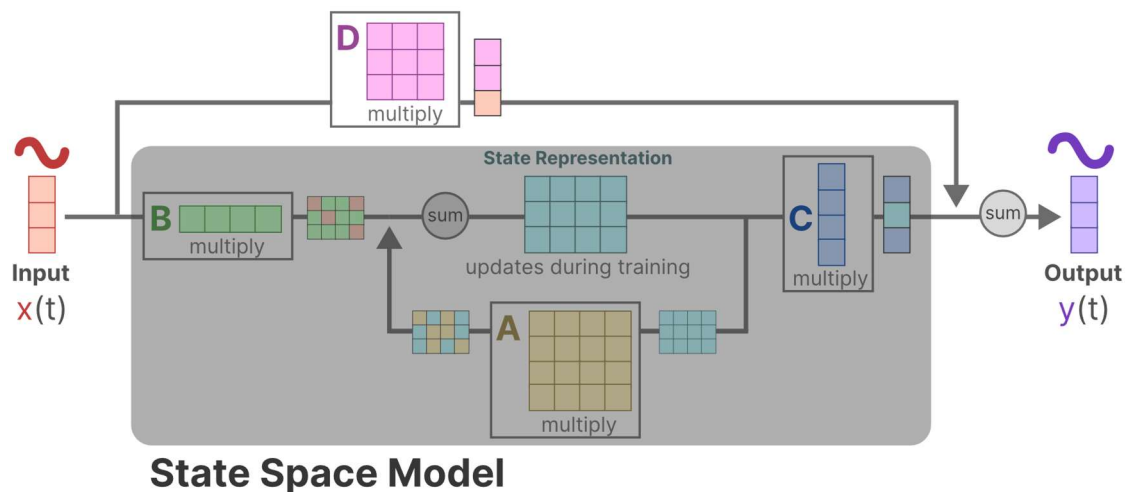 D
multiply
State Representation
B
multiply
sum
updates during training
C
multiply
sum
Input
x(t)
Output
y(t)
A
multiply
State Space Model